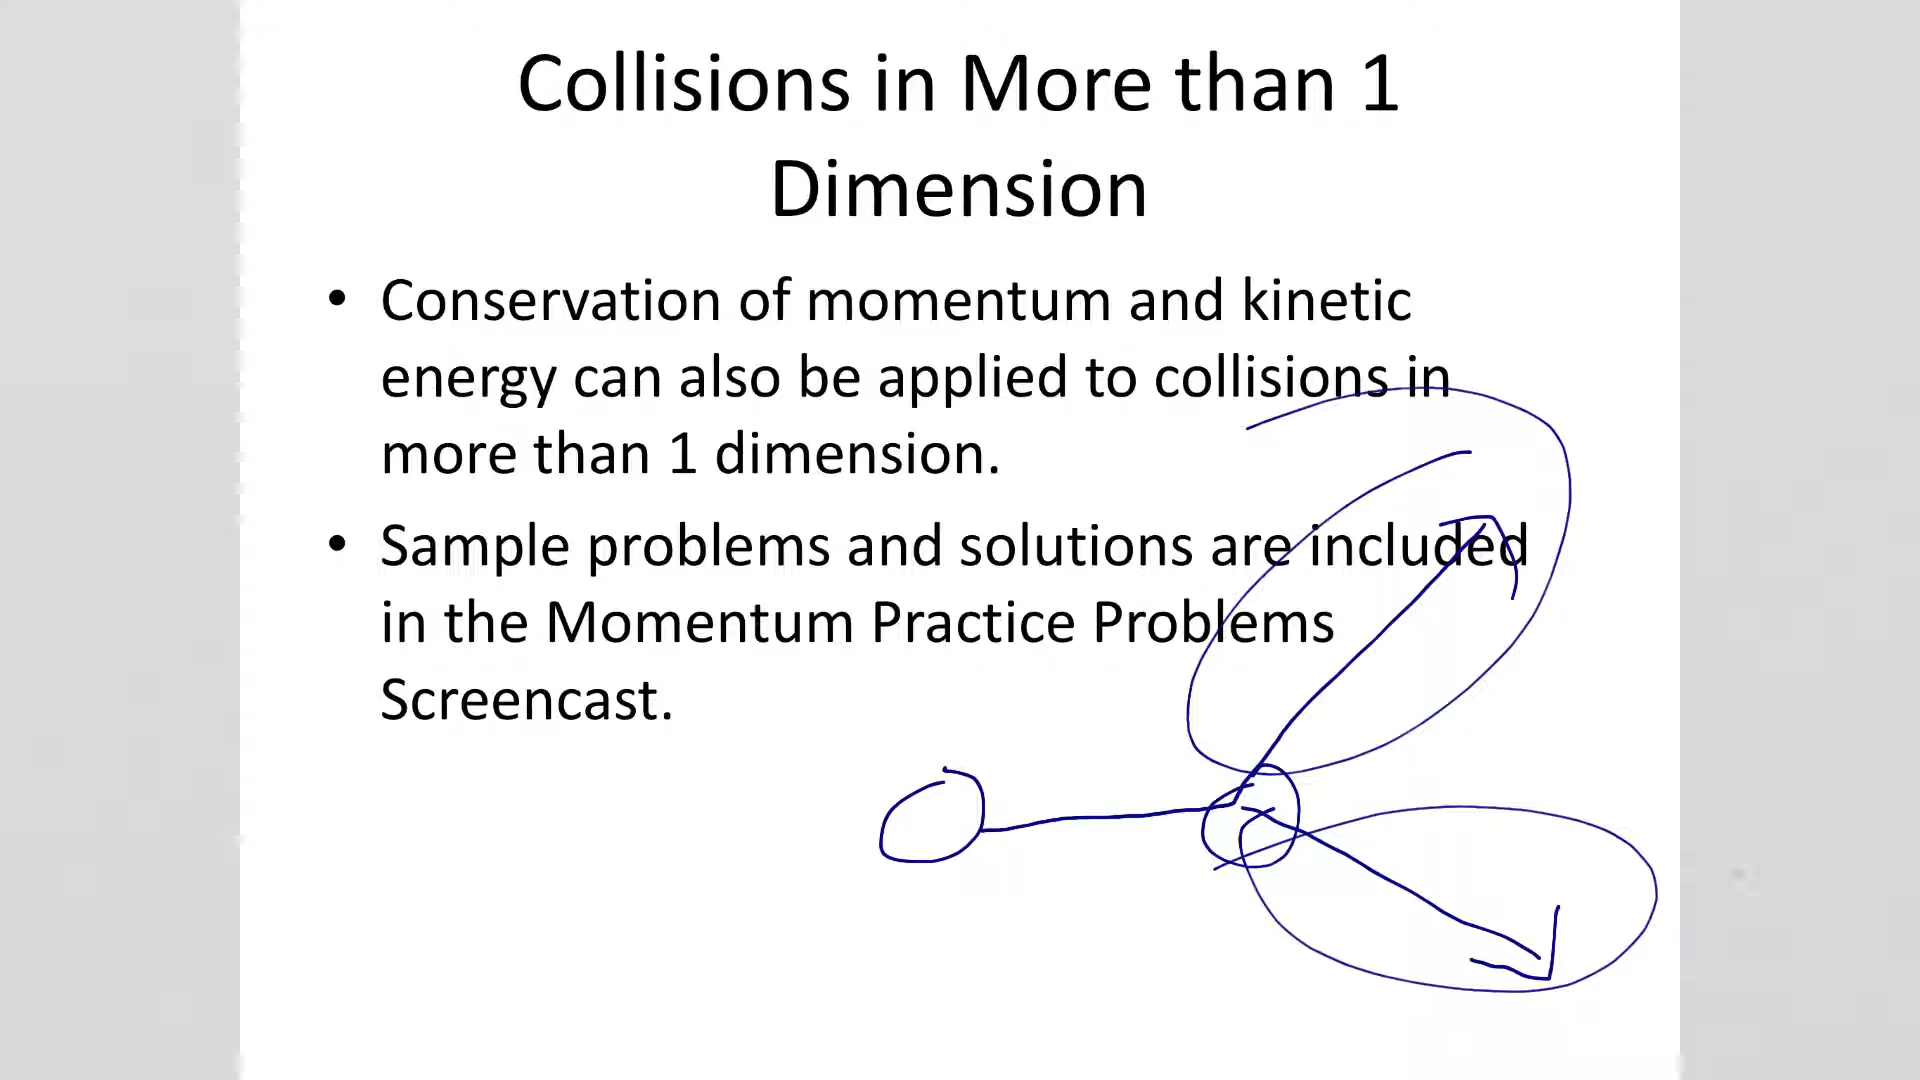 Collisions in More than 1
Dimension
• Conservation of momentum and kinetic
energy can also be applied to collisions in
more than 1 dimension.
• Sample problems and solutions are included
in the Momentum Practice Problems
Screencast.